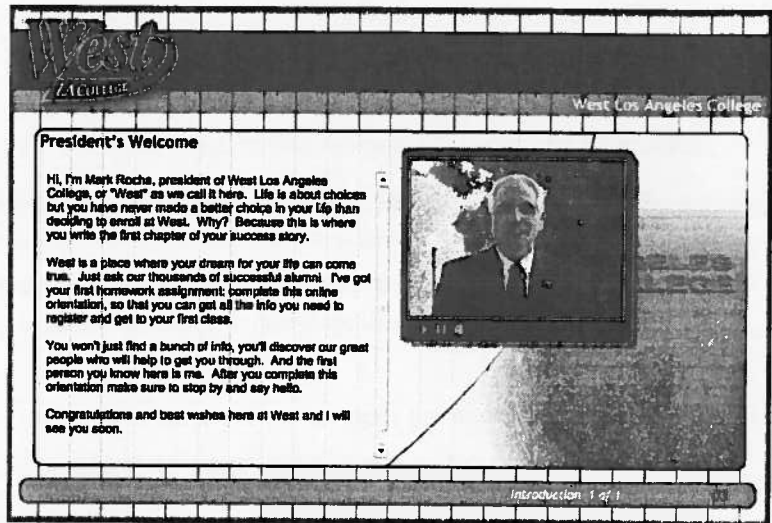 West
LA COLLEGE
West Los Angeles College
President's Welcome
Hi, I'm Mark Rocha, president of West Los Angeles
College, or "West" as we call it here. Life is about choices
but you have never made a better choice in your life than
deciding to enroll at West. Why? Because this is where
you write the first chapter of your success story.
West is a place where your dream for your life can come
true. Just ask our thousands of successful alumni. I've got
your first homework assignment: complete this online
orientation, so that you can get all the info you need to
register and get to your first class.
You won't just find a bunch of info, you'll discover our great
people who will help to get you through. And the first
person you know here is me. After you complete this
orientation make sure to stop by and say hello.
Congratulations and best wishes here at West and I will
see you soon.
Introduction 1 of 1